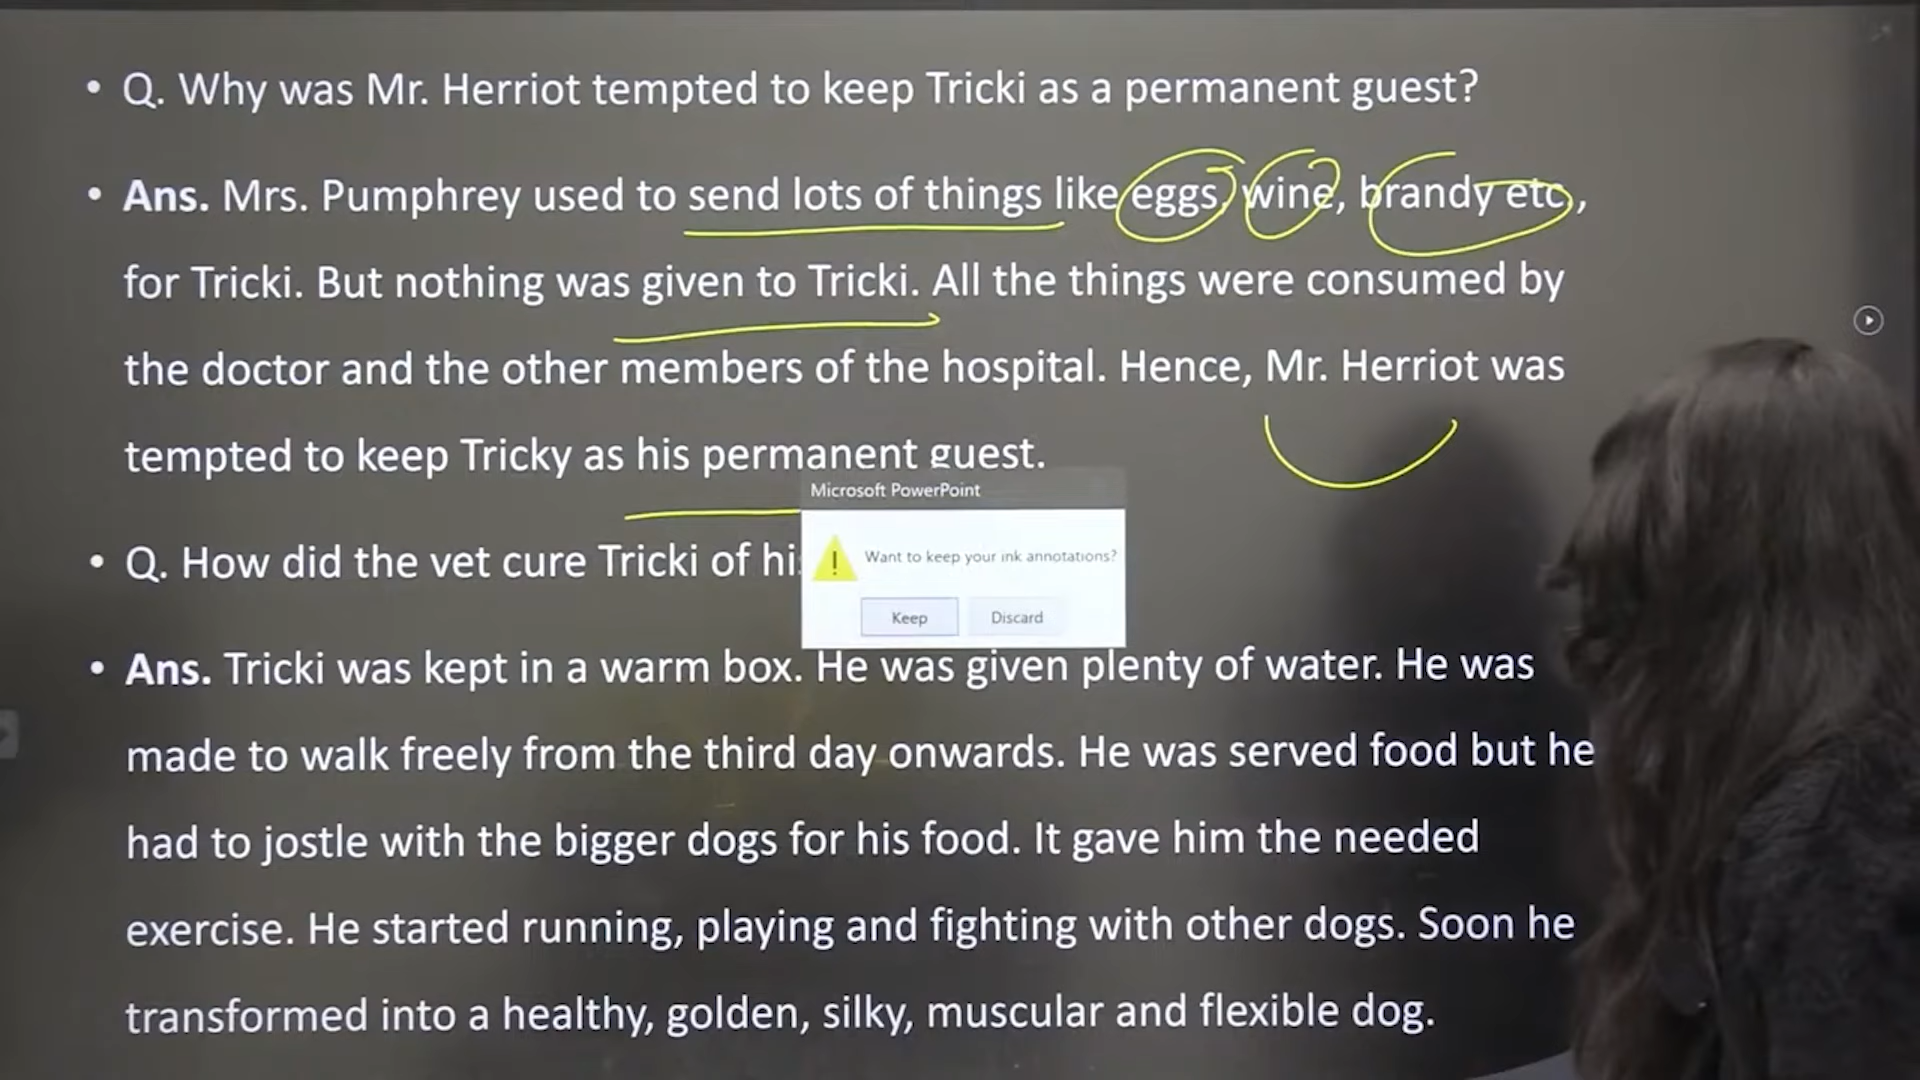 • Q. Why was Mr. Herriot tempted to keep Tricki as a permanent guest?
• Ans. Mrs. Pumphrey used to send lots of things like eggs, wine, brandy etc.,
for Tricki. But nothing was given to Tricki. All the things were consumed by
the doctor and the other members of the hospital. Hence, Mr. Herriot was
tempted to keep Tricky as his permanent guest.
Microsoft PowerPoint
Want to keep your ink annotations?
Keep Discard
• Q. How did the vet cure Tricki of
• Ans. Tricki was kept in a warm box. He was given plenty of water. He was
made to walk freely from the third day onwards. He was served food but he
had to jostle with the bigger dogs for his food. It gave him the needed
exercise. He started running, playing and fighting with other dogs. Soon he
transformed into a healthy, golden, silky, muscular and flexible dog.